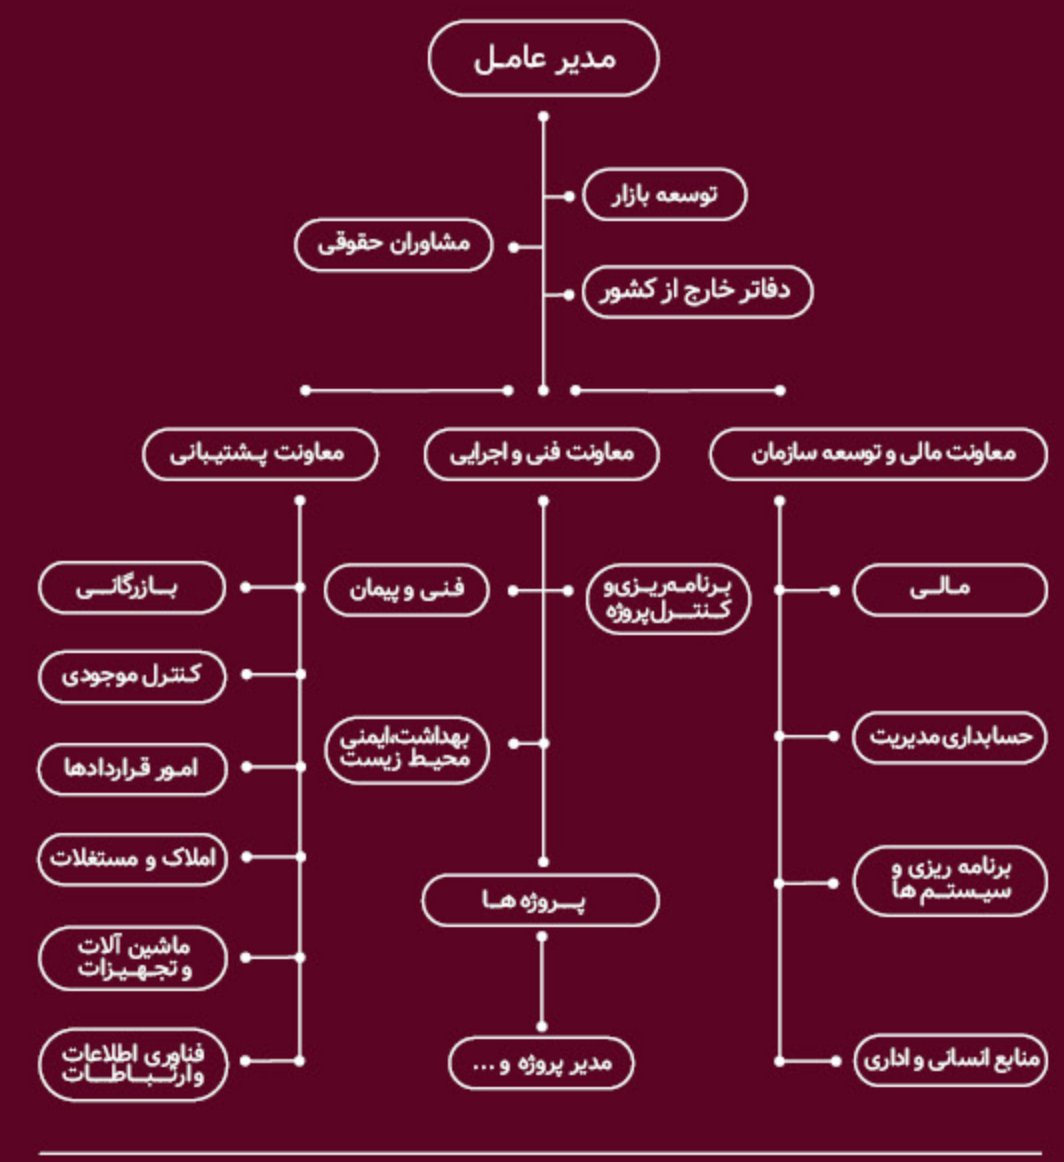 مدیر عامل
توسعه بازار
مشاوران حقوقی
دفاتر خارج از کشور
معاونت مالی و توسعه سازمان
معاونت فنی و اجرایی
معاونت پشتیبانی
مالی
برنامه‌ریزی و
کنترل پروژه
فنی و پیمان
بازرگانی
کنترل موجودی
حسابداری مدیریت
بهداشت،ایمنی
محیط زیست
امور قراردادها
برنامه ریزی و
سیستم ها
املاک و مستغلات
پروژه ها
ماشین آلات
و تجهیزات
منابع انسانی و اداری
مدیر پروژه و ...
فناوری اطلاعات
وارتباطات